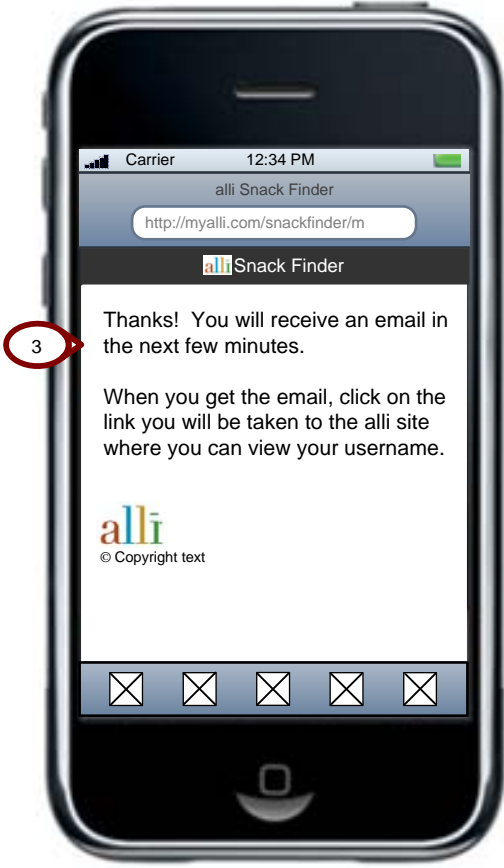 Carrier 12:34 PM
alli Snack Finder
http://myalli.com/snackfinder/m
allī Snack Finder
Thanks! You will receive an email in
the next few minutes.
3
When you get the email, click on the
link you will be taken to the alli site
where you can view your username.
allī
© Copyright text